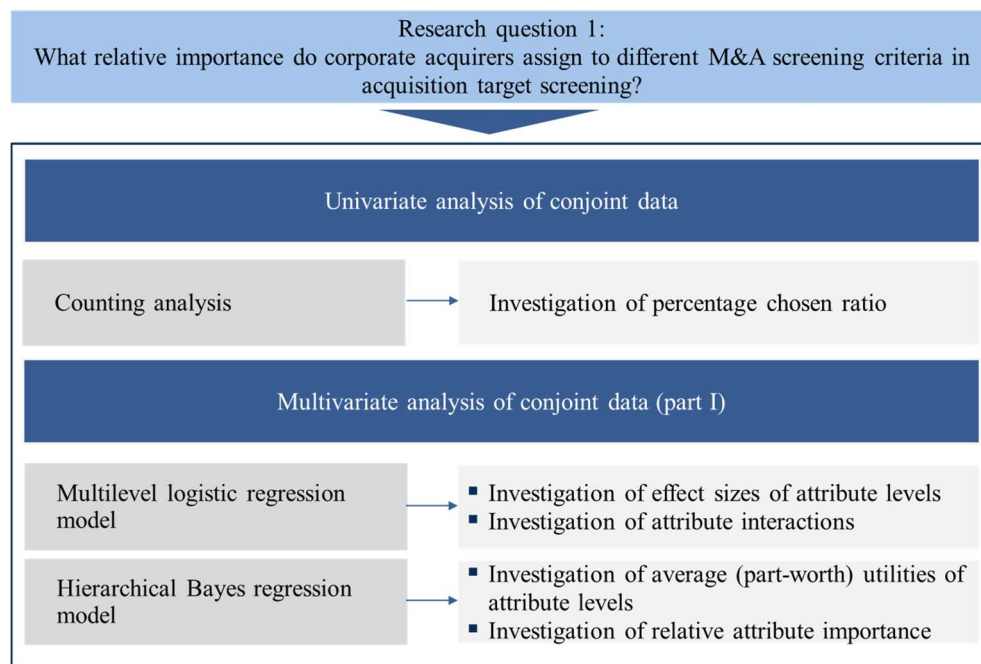 Research question 1:
What relative importance do corporate acquirers assign to different M&A screening criteria in
acquisition target screening?
Univariate analysis of conjoint data
Counting analysis
Investigation of percentage chosen ratio
Multivariate analysis of conjoint data (part I)
Multilevel logistic regression
model
▪ Investigation of effect sizes of attribute levels
▪ Investigation of attribute interactions
Hierarchical Bayes regression
model
▪ Investigation of average (part-worth) utilities of
attribute levels
▪ Investigation of relative attribute importance